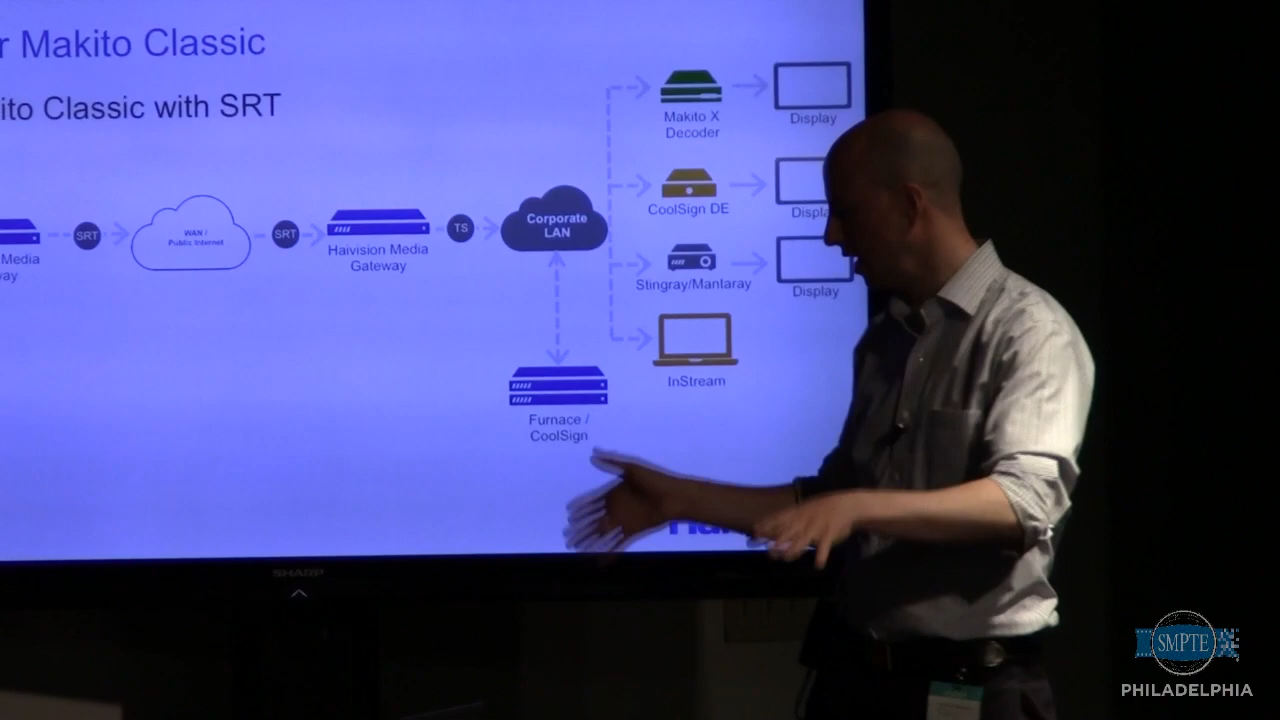 r Makito Classic
ito Classic with SRT
Makito X
Decoder
Display
CoolSign DE
Stingray/Mantaray
Display
InStream
Corporate
LAN
TS
Haivision Media
Gateway
SRT
WAN /
Public Internet
SRT
Media
way
Furnace /
CoolSign
SHARP
SMPTE
PHILADELPHIA